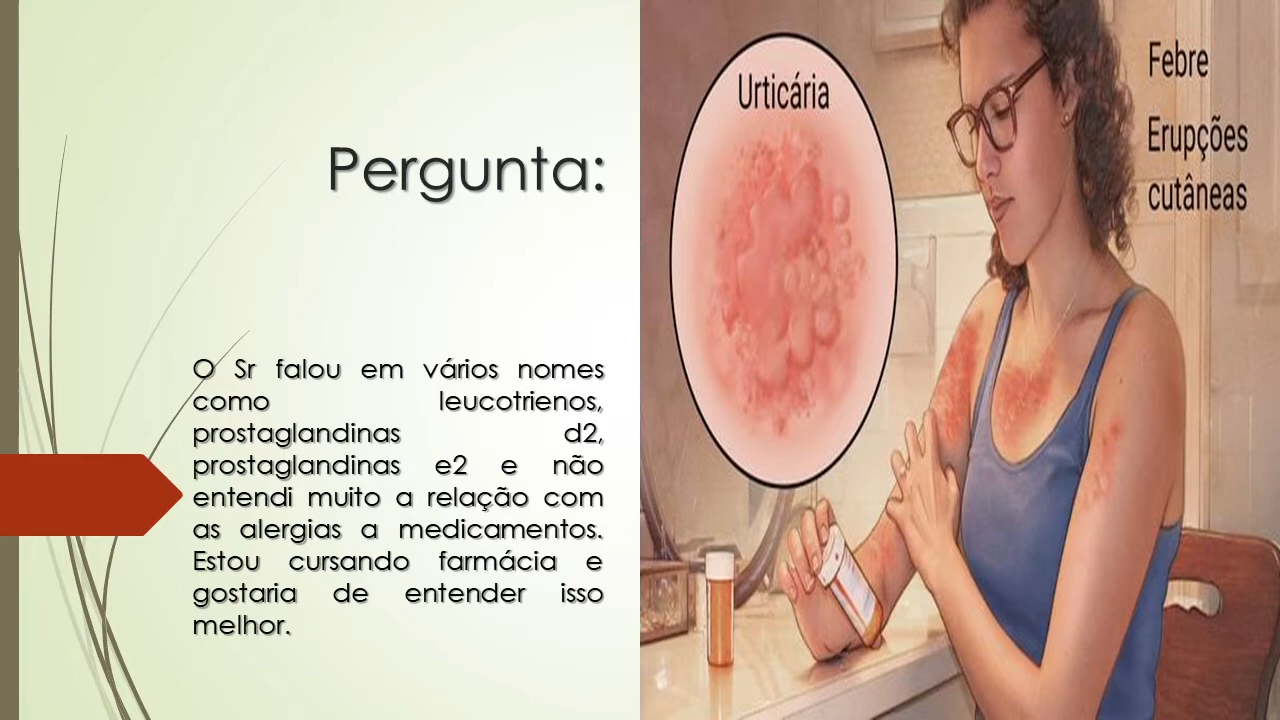 Pergunta:
O Sr falou em vários nomes
como leucotrienos,
prostaglandinas d2,
prostaglandinas e2 e não
entendi muito a relação com
as alergias a medicamentos.
Estou cursando farmácia e
gostaria de entender isso
melhor.
Urticária
Febre
Erupções
cutâneas